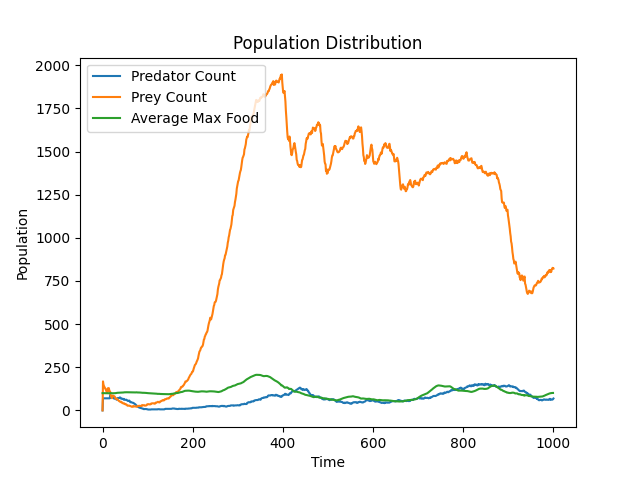 Population Distribution
Predator Count
Prey Count
Average Max Food
Population
2000
1750
1500
1250
1000
750
500
250
0
0
200
400
600
800
1000
Time